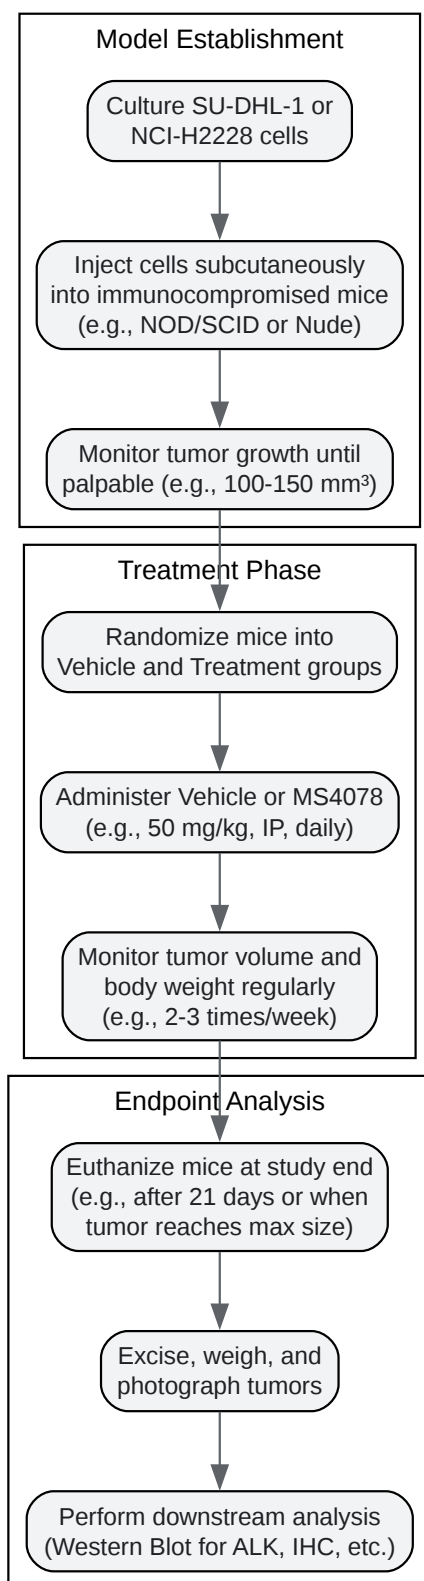 Model Establishment
Culture SU-DHL-1 or
NCI-H2228 cells
Inject cells subcutaneously
into immunocompromised mice
(e.g., NOD/SCID or Nude)
Monitor tumor growth until
palpable (e.g., 100-150 mm³)
Treatment Phase
Randomize mice into
Vehicle and Treatment groups
Administer Vehicle or MS4078
(e.g., 50 mg/kg, IP, daily)
Monitor tumor volume and
body weight regularly
(e.g., 2-3 times/week)
Endpoint Analysis
Euthanize mice at study end
(e.g., after 21 days or when
tumor reaches max size)
Excise, weigh, and
photograph tumors
Perform downstream analysis
(Western Blot for ALK, IHC, etc.)